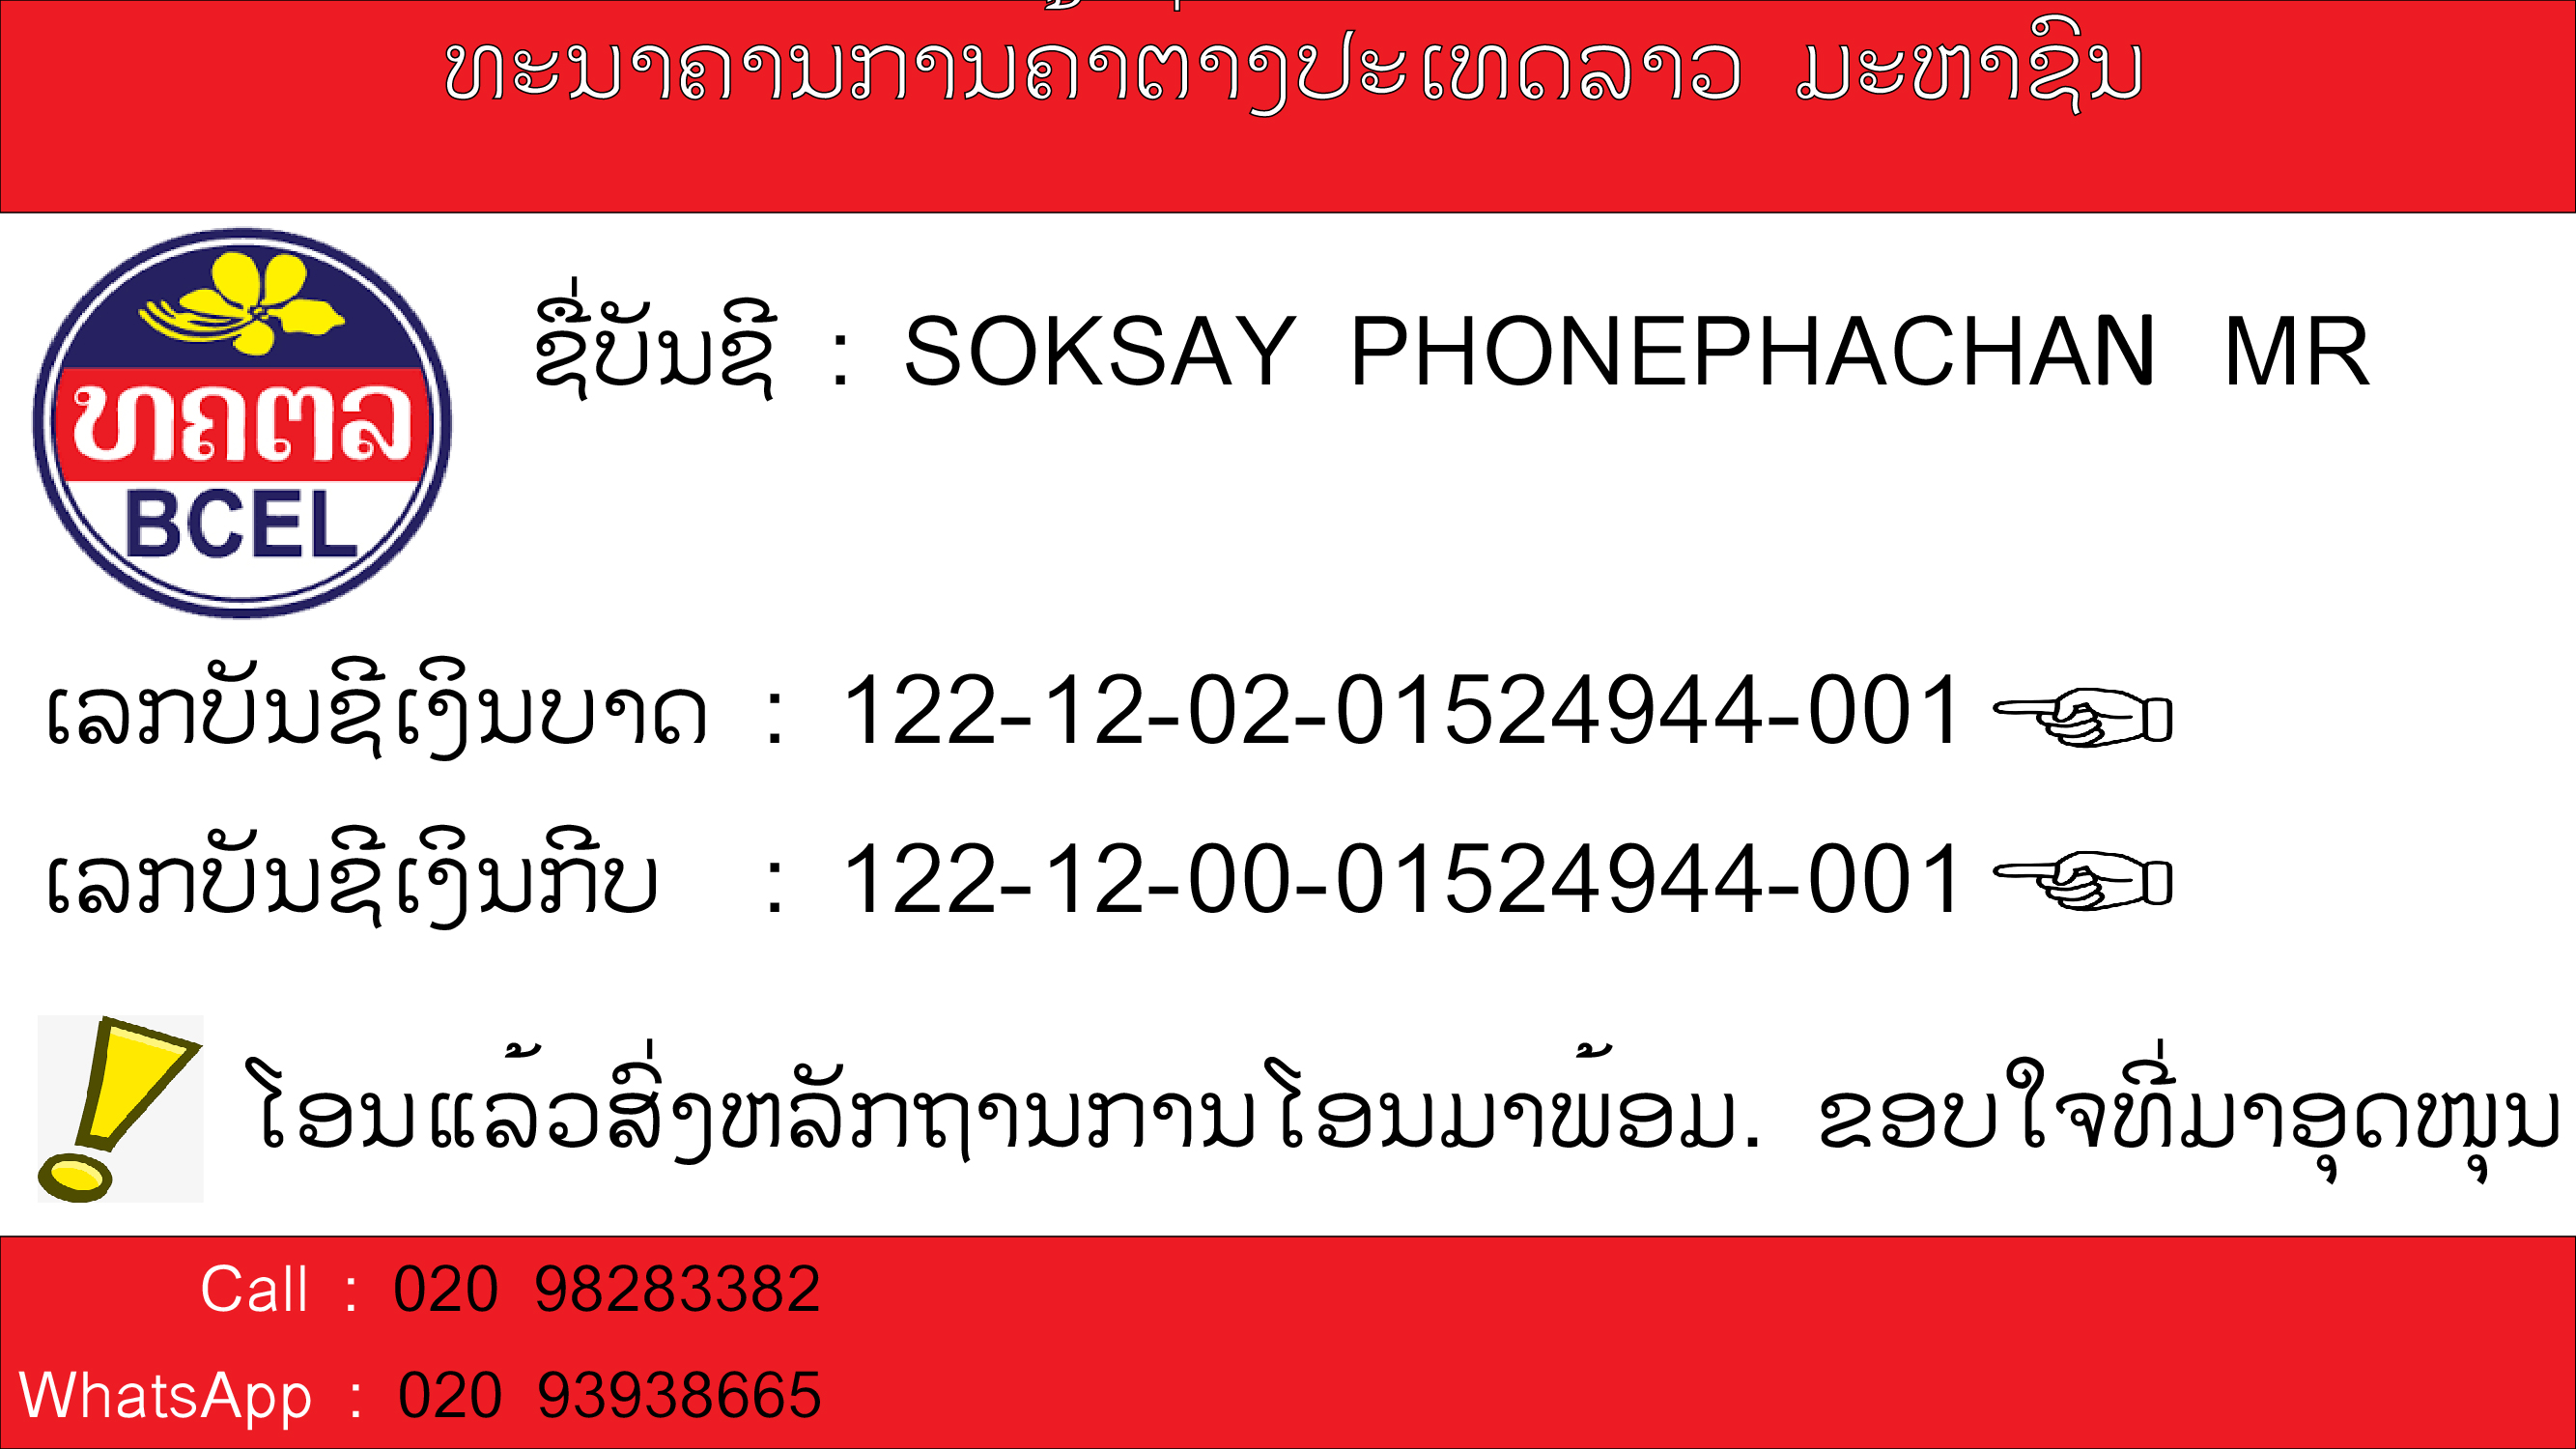 ທະນາຄານການຄ້າຕ່າງປະເທດລາວ ມະຫາຊົນ
ຊື່ບັນຊີ : SOKSAY PHONEPHACHAN MR
ທຄຕລ
BCEL
ເລກບັນຊີເງິນບາດ : 122-12-02-01524944-001
ເລກບັນຊີເງິນກີບ : 122-12-00-01524944-001
ໂອນແລ້ວສົ່ງຫລັກຖານການໂອນມາພ້ອມ. ຂອບໃຈທີ່ມາອຸດໜຸນ
Call : 020 98283382
WhatsApp : 020 93938665